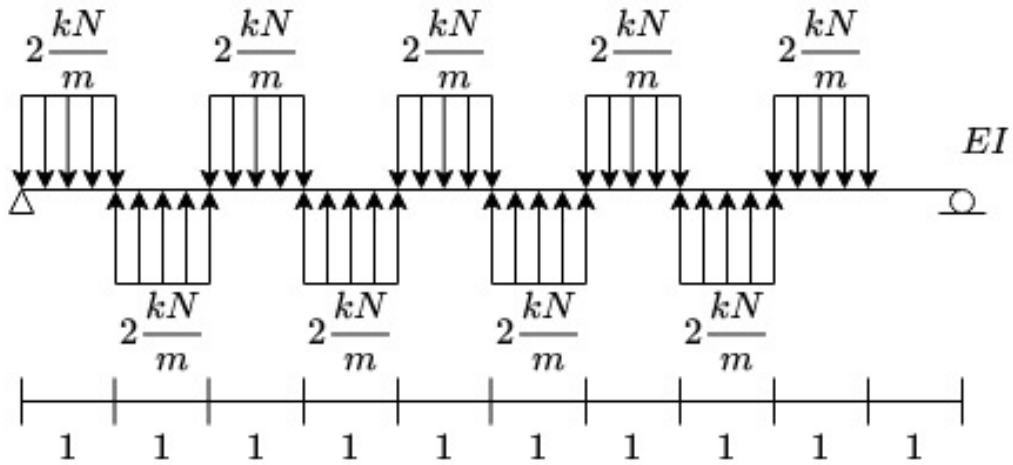 2 kN/m 2 kN/m 2 kN/m 2 kN/m 2 kN/m
EI
2 kN/m 2 kN/m 2 kN/m 2 kN/m
1 1 1 1 1 1 1 1 1 1